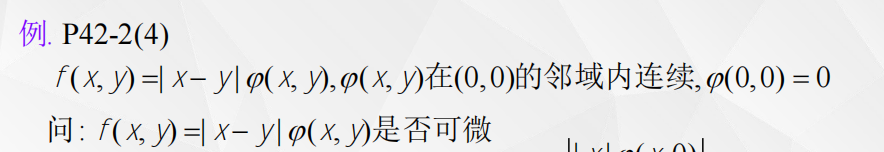 例. P42-2(4)
f(x, y)=|x− y|φ(x, y),φ(x, y)在(0,0)的邻域内连续,φ(0,0) = 0
问: f(x, y)=|x− y|φ(x, y)是否可微